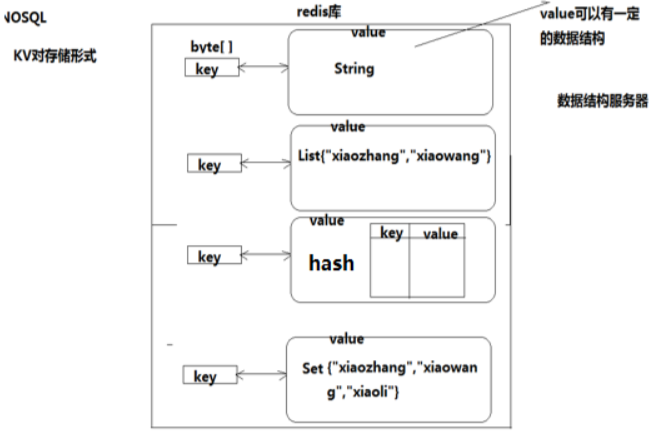 NOSQL
redis库
value可以有一定
的数据结构
KV对存储形式
数据结构服务器
byte[ ]
key
value
String
key
value
List{"xiaozhang","xiaowang"}
key
value
hash
key value
key
value
Set {"xiaozhang","xiaowan
g","xiaoli"}